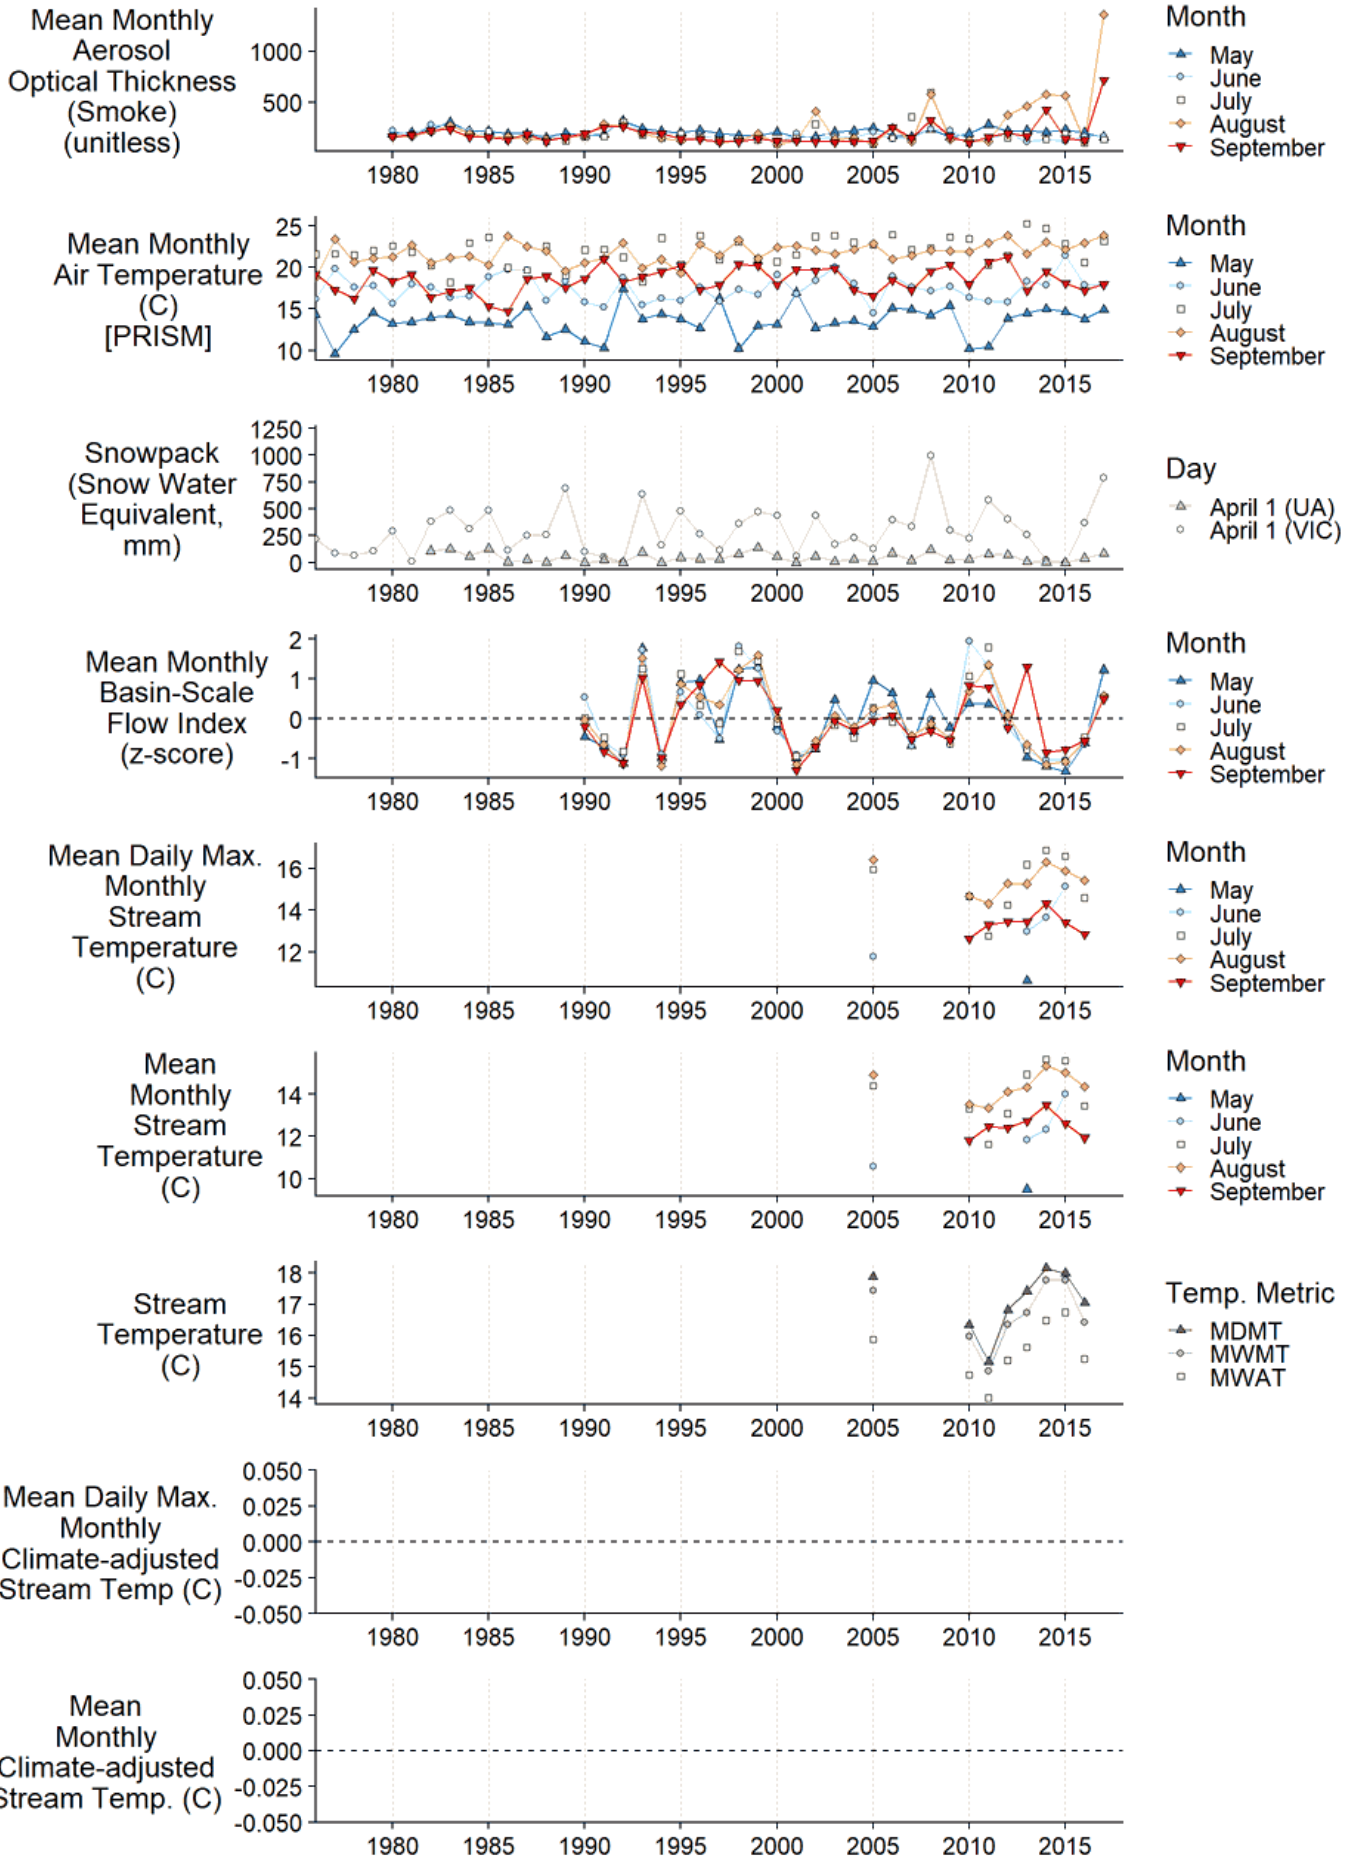 Mean Monthly
Aerosol
Optical Thickness
(Smoke)
(unitless)
1000
500
1980 1985 1990 1995 2000 2005 2010 2015
Month
May
June
July
August
September
Mean Monthly
Air Temperature
(C)
[PRISM]
25
20
15
10
1980 1985 1990 1995 2000 2005 2010 2015
Month
May
June
July
August
September
Snowpack
(Snow Water
Equivalent,
mm)
1250
1000
750
500
250
0
1980 1985 1990 1995 2000 2005 2010 2015
Day
April 1 (UA)
April 1 (VIC)
Mean Monthly
Basin-Scale
Flow Index
(z-score)
2
1
0
-1
1980 1985 1990 1995 2000 2005 2010 2015
Month
May
June
July
August
September
Mean Daily Max.
Monthly
Stream
Temperature
(C)
16
14
12
1980 1985 1990 1995 2000 2005 2010 2015
Month
May
June
July
August
September
Mean
Monthly
Stream
Temperature
(C)
14
12
10
1980 1985 1990 1995 2000 2005 2010 2015
Month
May
June
July
August
September
Stream
Temperature
(C)
18
17
16
15
14
1980 1985 1990 1995 2000 2005 2010 2015
Temp. Metric
MDMT
MWMT
MWAT
Mean Daily Max.
Monthly
Climate-adjusted
Stream Temp (C)
0.050
0.025
0.000
-0.025
-0.050
1980 1985 1990 1995 2000 2005 2010 2015
Mean
Monthly
Climate-adjusted
Stream Temp. (C)
0.050
0.025
0.000
-0.025
-0.050
1980 1985 1990 1995 2000 2005 2010 2015